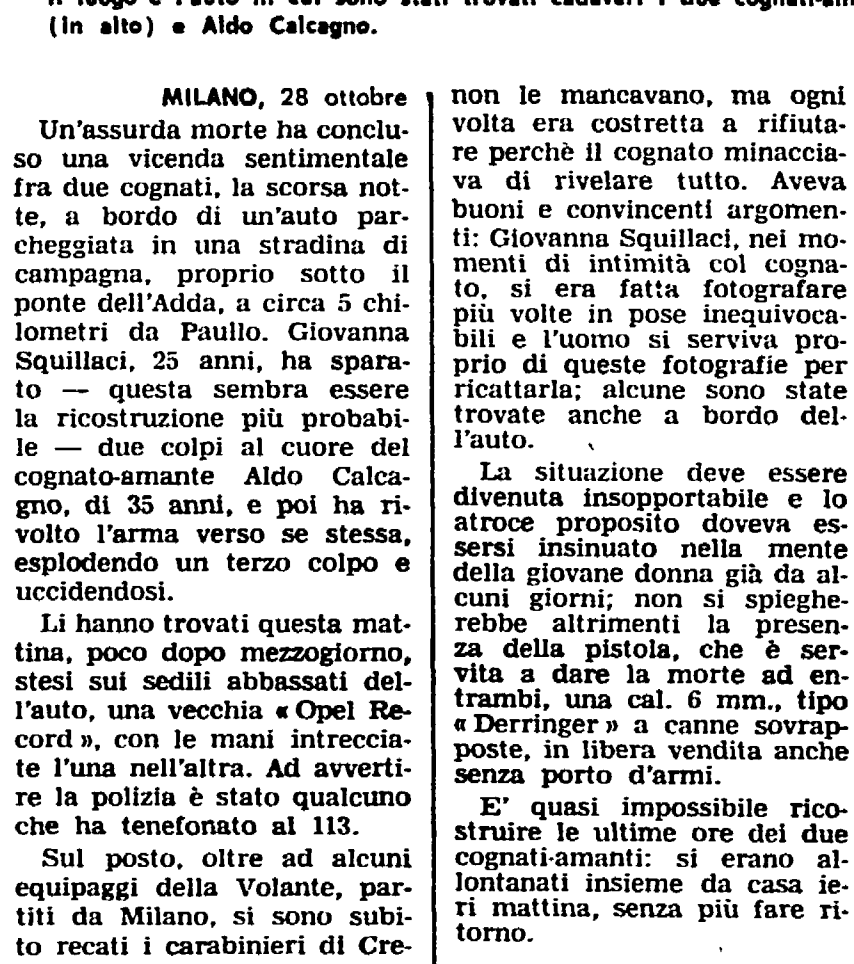 Il luogo e l'auto in cui sono stati trovati cadaveri i due cognati-am
(in alto) e Aldo Calcagno.
MILANO, 28 ottobre
Un'assurda morte ha conclu-
so una vicenda sentimentale
fra due cognati, la scorsa not-
te, a bordo di un'auto par-
cheggiata in una stradina di
campagna, proprio sotto il
ponte dell'Adda, a circa 5 chi-
lometri da Paullo. Giovanna
Squillaci, 25 anni, ha spara-
to — questa sembra essere
la ricostruzione più probabi-
le — due colpi al cuore del
cognato-amante Aldo Calca-
gno, di 35 anni, e poi ha ri-
volto l'arma verso se stessa,
esplodendo un terzo colpo e
uccidendosi.
Li hanno trovati questa mat-
tina, poco dopo mezzogiorno,
stesi sui sedili abbassati del-
l'auto, una vecchia « Opel Re-
cord », con le mani intreccia-
te l'una nell'altra. Ad avverti-
re la polizia è stato qualcuno
che ha tenefonato al 113.
Sul posto, oltre ad alcuni
equipaggi della Volante, par-
titi da Milano, si sono subi-
to recati i carabinieri di Cre-
non le mancavano, ma ogni
volta era costretta a rifiuta-
re perchè il cognato minaccia-
va di rivelare tutto. Aveva
buoni e convincenti argomen-
ti: Giovanna Squillaci, nei mo-
menti di intimità col cogna-
to, si era fatta fotografare
più volte in pose inequivoca-
bili e l'uomo si serviva pro-
prio di queste fotografie per
ricattarla; alcune sono state
trovate anche a bordo del-
l'auto.
La situazione deve essere
divenuta insopportabile e lo
atroce proposito doveva es-
sersi insinuato nella mente
della giovane donna già da al-
cuni giorni; non si spieghe-
rebbe altrimenti la presen-
za della pistola, che è ser-
vita a dare la morte ad en-
trambi, una cal. 6 mm., tipo
« Derringer » a canne sovrap-
poste, in libera vendita anche
senza porto d'armi.
E' quasi impossibile rico-
struire le ultime ore dei due
cognati-amanti: si erano al-
lontanati insieme da casa ie-
ri mattina, senza più fare ri-
torno.